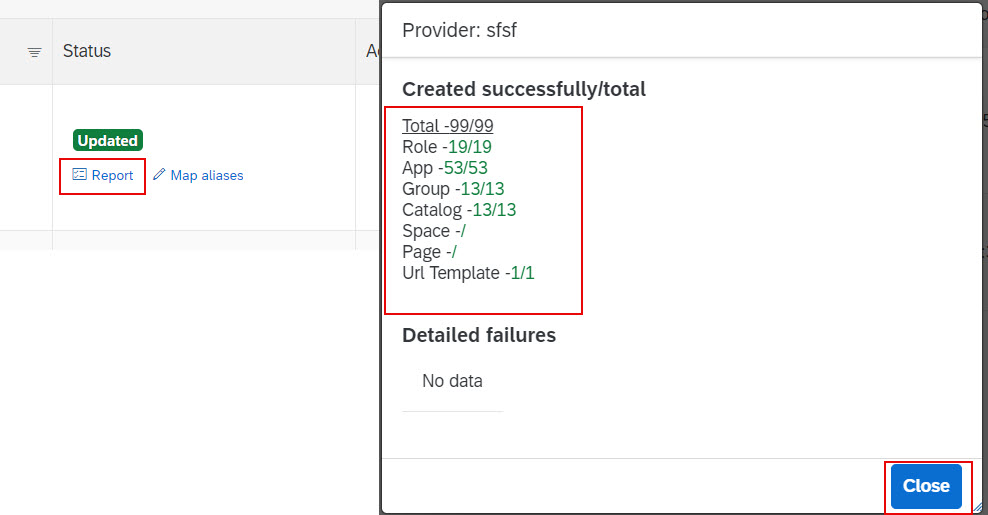 Status
Updated
Report
Map aliases
Provider: sfsf
Created successfully/total
Total -99/99
Role -19/19
App -53/53
Group -13/13
Catalog -13/13
Space -/
Page -/
Url Template -1/1
Detailed failures
No data
Close